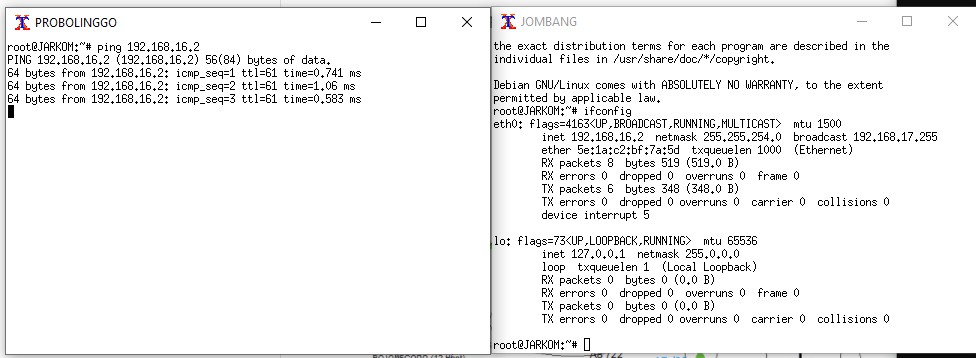 PROBOLINGGO
root@JARKOM:~# ping 192.168.16.2
PING 192.168.16.2 (192.168.16.2) 56(84) bytes of data.
64 bytes from 192.168.16.2: icmp_seq=1 ttl=61 time=0.741 ms
64 bytes from 192.168.16.2: icmp_seq=2 ttl=61 time=1.06 ms
64 bytes from 192.168.16.2: icmp_seq=3 ttl=61 time=0.583 ms
JOMBANG
the exact distribution terms for each program are described in the
individual files in /usr/share/doc/*/copyright.
Debian GNU/Linux comes with ABSOLUTELY NO WARRANTY, to the extent
permitted by applicable law.
root@JARKOM:~# ifconfig
eth0: flags=4163<UP,BROADCAST,RUNNING,MULTICAST>  mtu 1500
inet 192.168.16.2  netmask 255.255.254.0  broadcast 192.168.17.255
ether 5e:1a:c2:bf:7a:5d  txqueuelen 1000  (Ethernet)
RX packets 8  bytes 519 (519.0 B)
RX errors 0  dropped 0  overruns 0  frame 0
TX packets 6  bytes 348 (348.0 B)
TX errors 0  dropped 0 overruns 0  carrier 0  collisions 0
device interrupt 5
lo: flags=73<UP,LOOPBACK,RUNNING>  mtu 65536
inet 127.0.0.1  netmask 255.0.0.0
loop  txqueuelen 1  (Local Loopback)
RX packets 0  bytes 0 (0.0 B)
RX errors 0  dropped 0  overruns 0  frame 0
TX packets 0  bytes 0 (0.0 B)
TX errors 0  dropped 0 overruns 0  carrier 0  collisions 0
root@JARKOM:~#